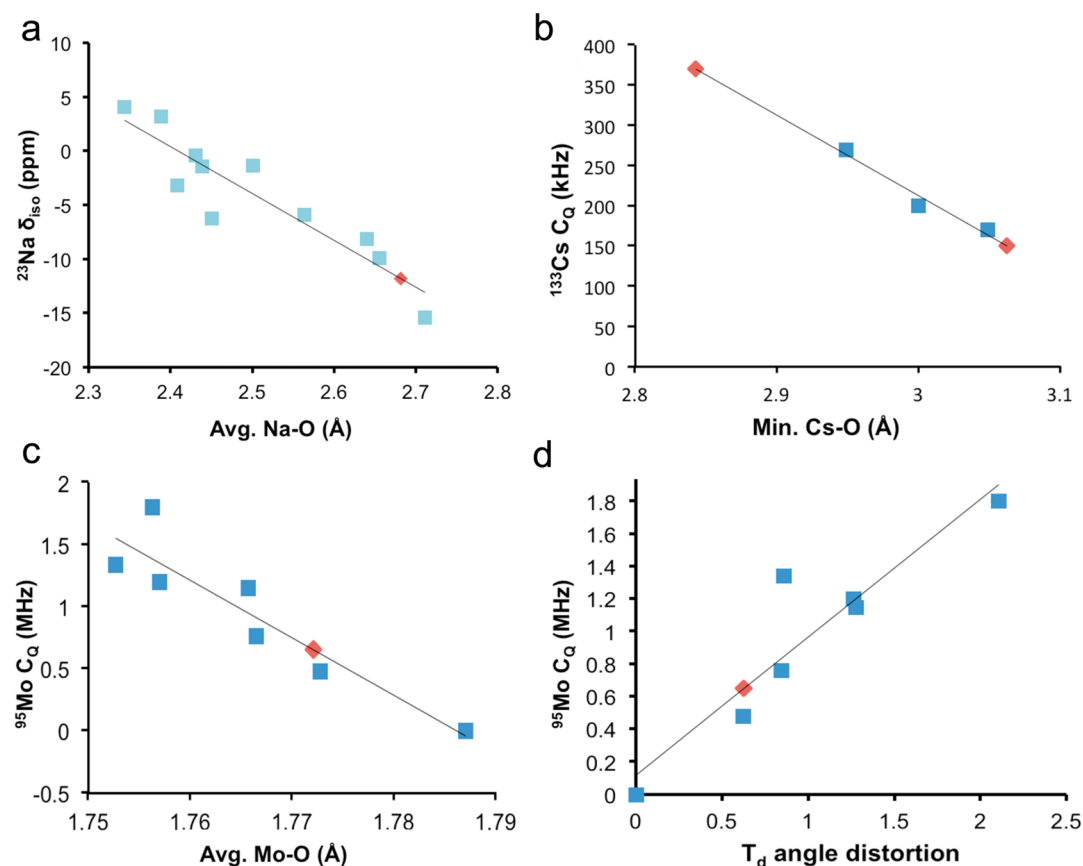 a
10
5
0
-5
-10
-15
-20
23Na δiso (ppm)
2.3 2.4 2.5 2.6 2.7 2.8
Avg. Na-O (Å)
b
400
350
300
250
200
150
100
50
0
133Cs CQ (kHz)
2.8 2.9 3 3.1
Min. Cs-O (Å)
c
2
1.5
1
0.5
0
-0.5
95Mo CQ (MHz)
1.75 1.76 1.77 1.78 1.79
Avg. Mo-O (Å)
d
1.8
1.6
1.4
1.2
1
0.8
0.6
0.4
0.2
0
95Mo CQ (MHz)
0 0.5 1 1.5 2 2.5
Td angle distortion